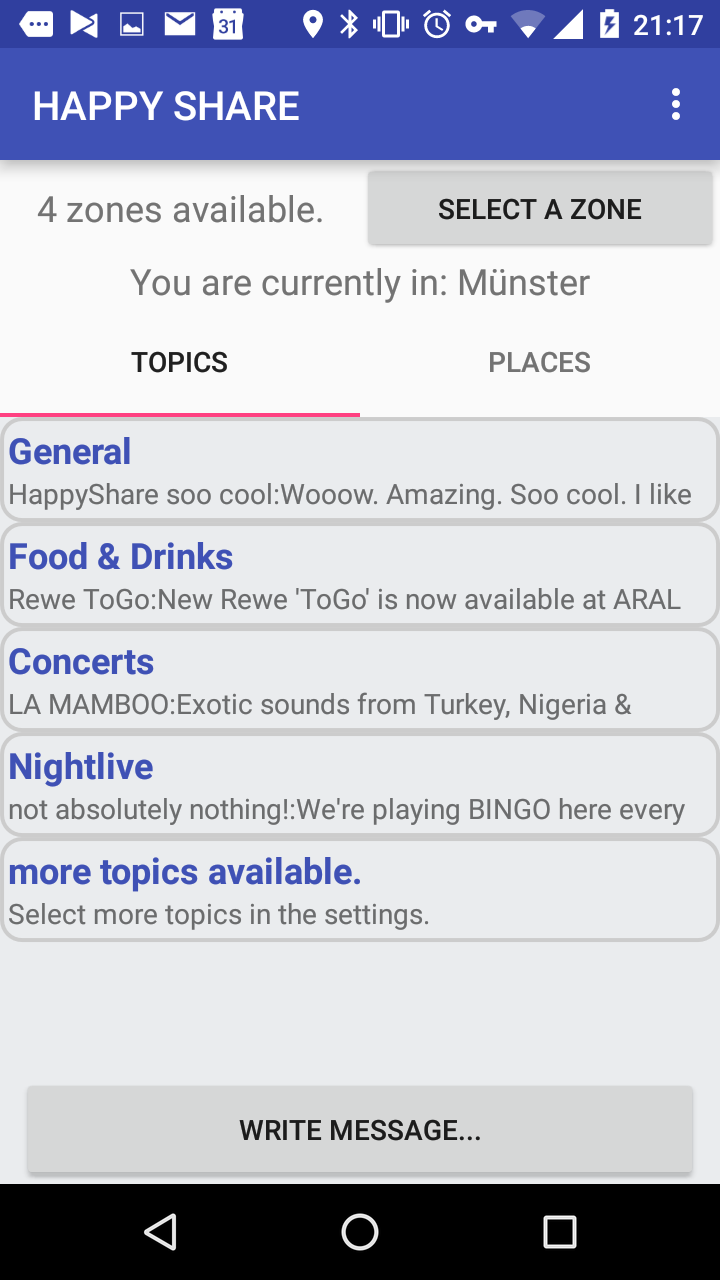 31
21:17
HAPPY SHARE
4 zones available.
SELECT A ZONE
You are currently in: Münster
TOPICS
PLACES
General
HappyShare soo cool:Wooow. Amazing. Soo cool. I like
Food & Drinks
Rewe ToGo:New Rewe 'ToGo' is now available at ARAL
Concerts
LA MAMBOO:Exotic sounds from Turkey, Nigeria &
Nightlive
not absolutely nothing!:We're playing BINGO here every
more topics available.
Select more topics in the settings.
WRITE MESSAGE...